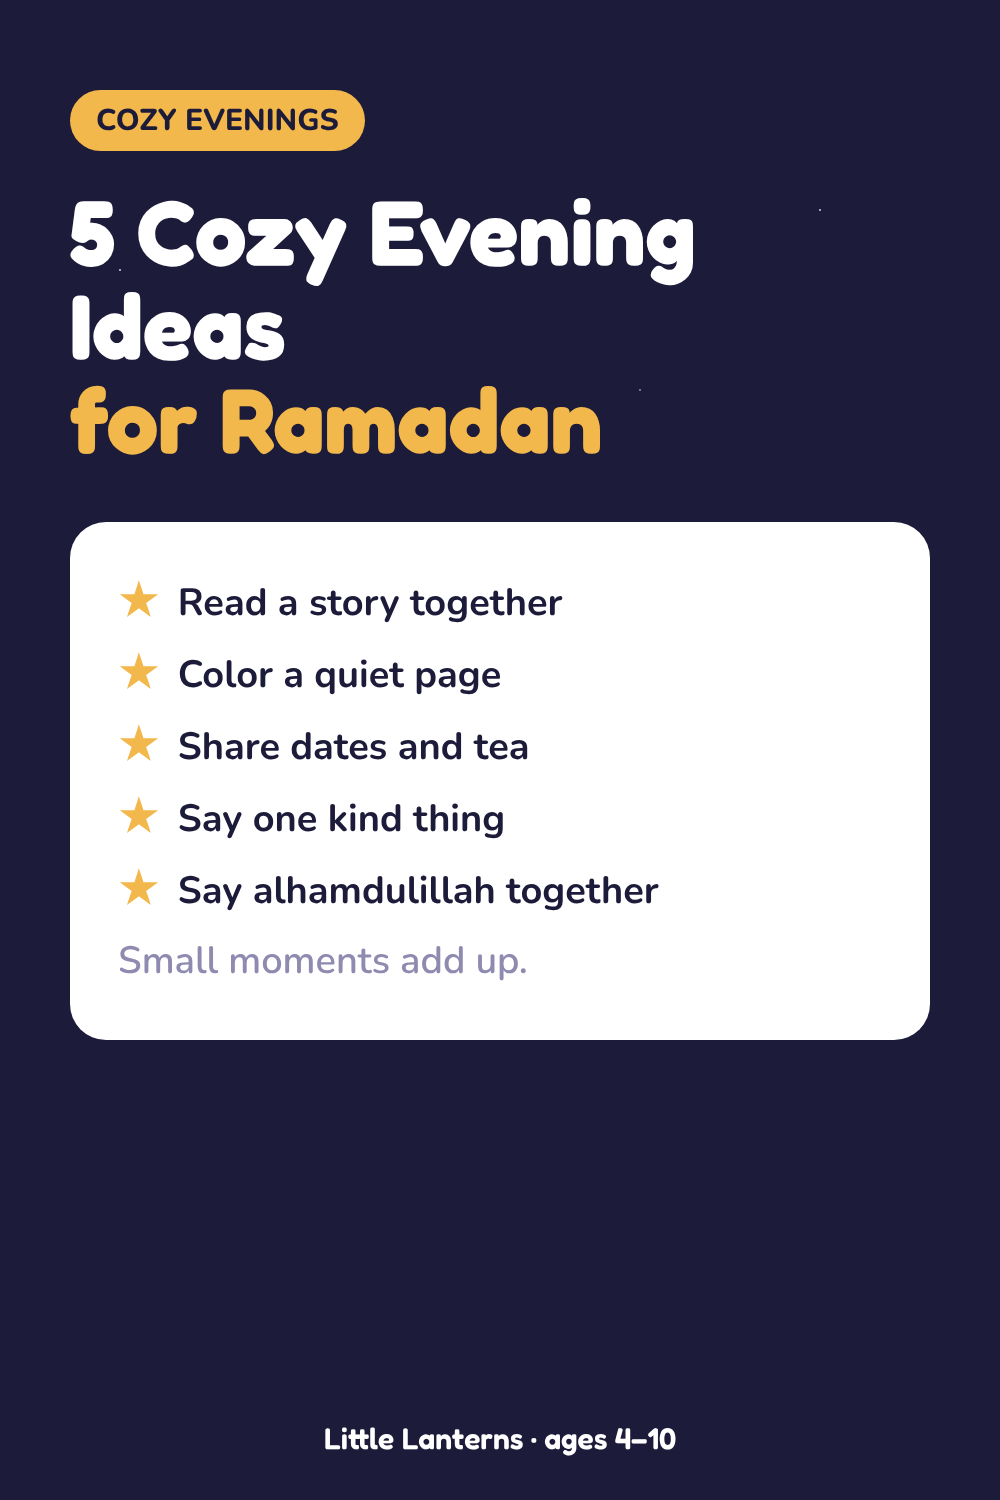 COZY EVENINGS
5 Cozy Evening
Ideas
for Ramadan
★ Read a story together
★ Color a quiet page
★ Share dates and tea
★ Say one kind thing
★ Say alhamdulillah together
Small moments add up.
Little Lanterns · ages 4–10